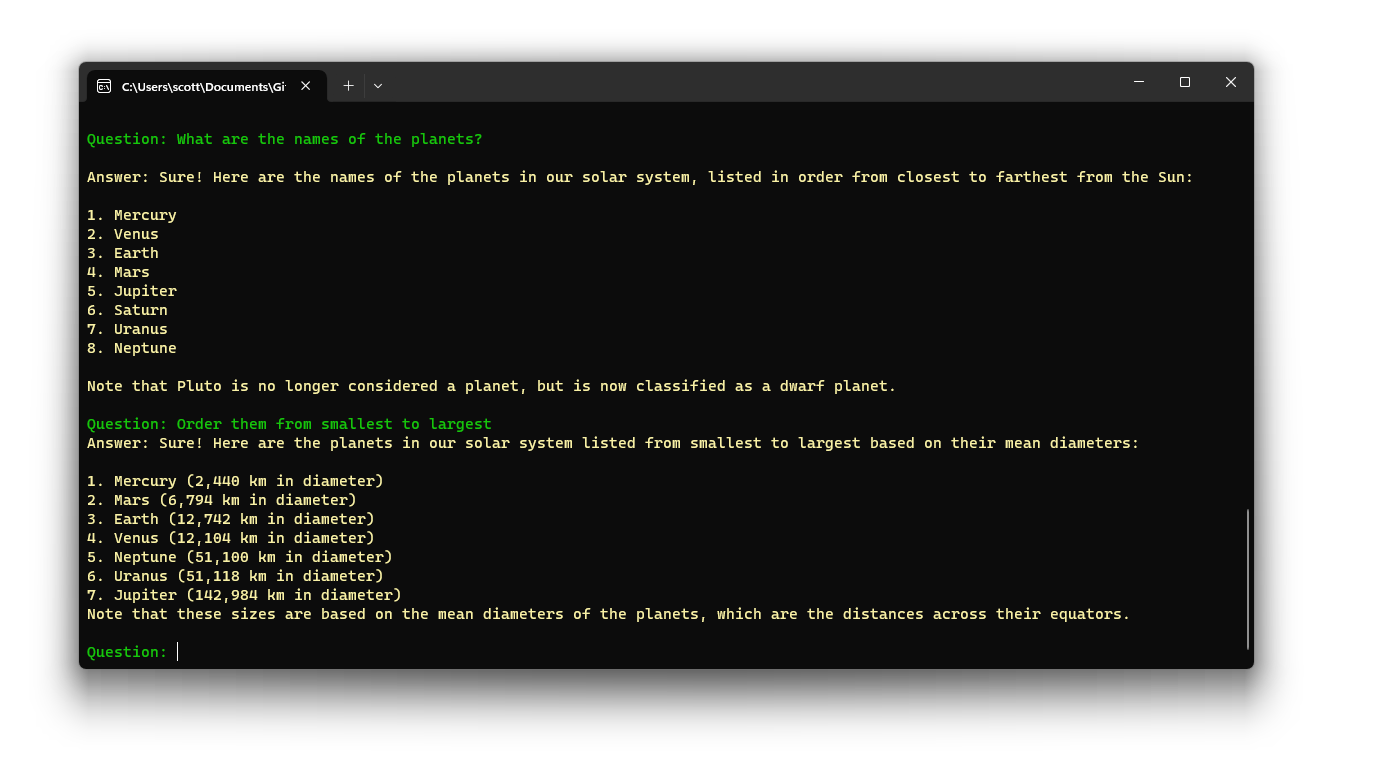 C:\Users\scott\Documents\Gi
Question: What are the names of the planets?
Answer: Sure! Here are the names of the planets in our solar system, listed in order from closest to farthest from the Sun:
1. Mercury
2. Venus
3. Earth
4. Mars
5. Jupiter
6. Saturn
7. Uranus
8. Neptune
Note that Pluto is no longer considered a planet, but is now classified as a dwarf planet.
Question: Order them from smallest to largest
Answer: Sure! Here are the planets in our solar system listed from smallest to largest based on their mean diameters:
1. Mercury (2,440 km in diameter)
2. Mars (6,794 km in diameter)
3. Earth (12,742 km in diameter)
4. Venus (12,104 km in diameter)
5. Neptune (51,100 km in diameter)
6. Uranus (51,118 km in diameter)
7. Jupiter (142,984 km in diameter)
Note that these sizes are based on the mean diameters of the planets, which are the distances across their equators.
Question: